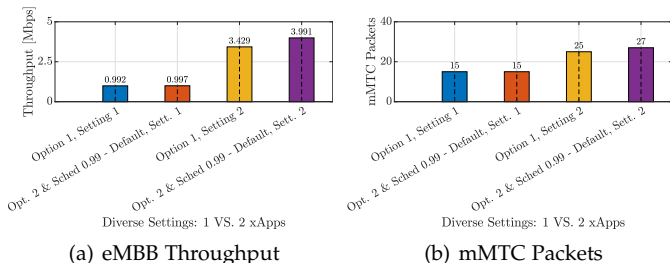 Throughput [Mbps]
5
2.5
0
0.992
0.997
3.429
3.991
Option 1, Setting 1
Opt. 2 & Sched 0.99 - Default, Sett. 1
Option 1, Setting 2
Opt. 2 & Sched 0.99 - Default, Sett. 2
Diverse Settings: 1 VS. 2 xApps
(a) eMBB Throughput
mMTC Packets
40
20
0
15
15
25
27
Option 1, Setting 1
Opt. 2 & Sched 0.99 - Default, Sett. 1
Option 1, Setting 2
Opt. 2 & Sched 0.99 - Default, Sett. 2
Diverse Settings: 1 VS. 2 xApps
(b) mMTC Packets